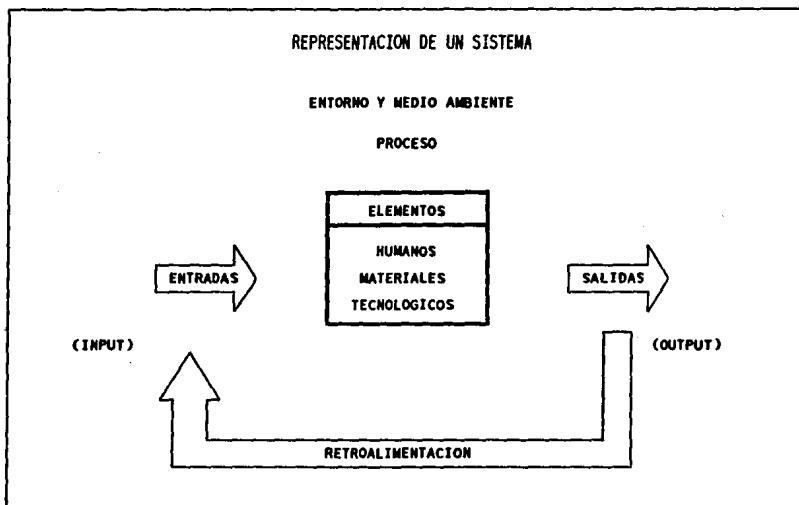 REPRESENTACION DE UN SISTEMA
ENTORNO Y MEDIO AMBIENTE
PROCESO
ELEMENTOS
HUMANOS
ENTRADAS
MATERIALES
SALIDAS
TECNOLOGICOS
(INPUT)
(OUTPUT)
RETROALIMENTACION